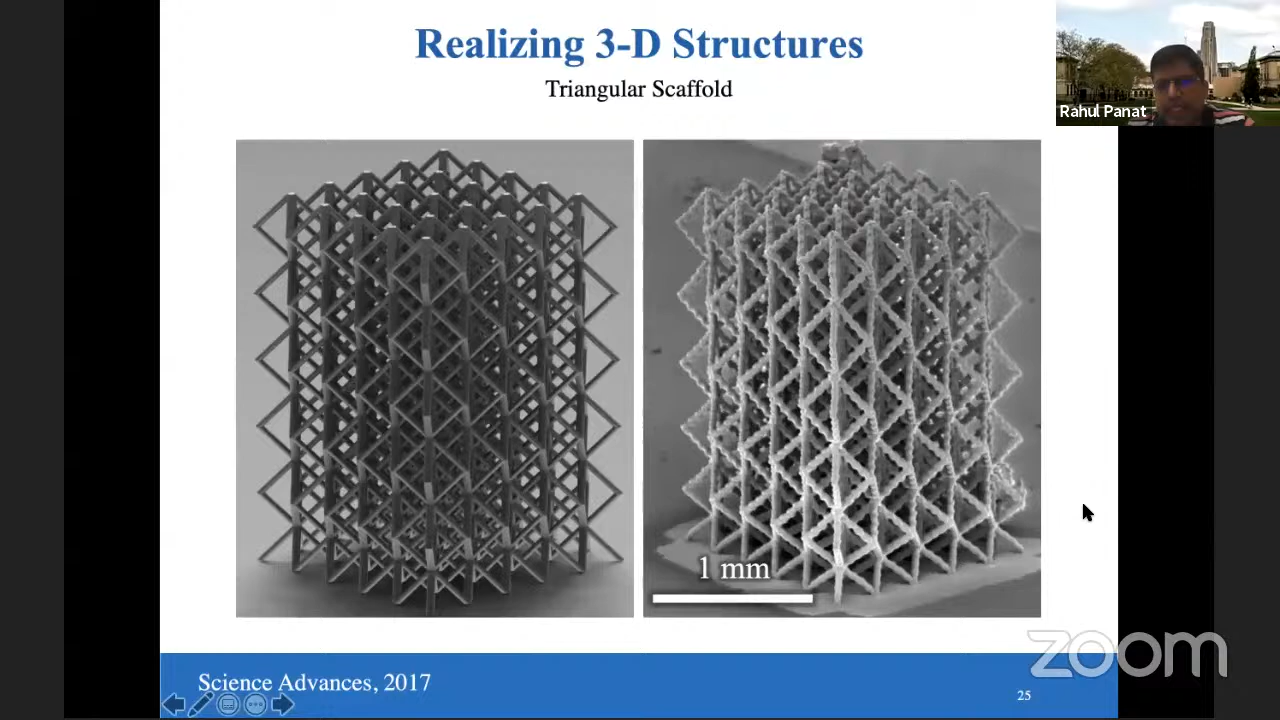 Realizing 3-D Structures
Triangular Scaffold
Rahul Panat
1 mm
zoom
Science Advances, 2017
25